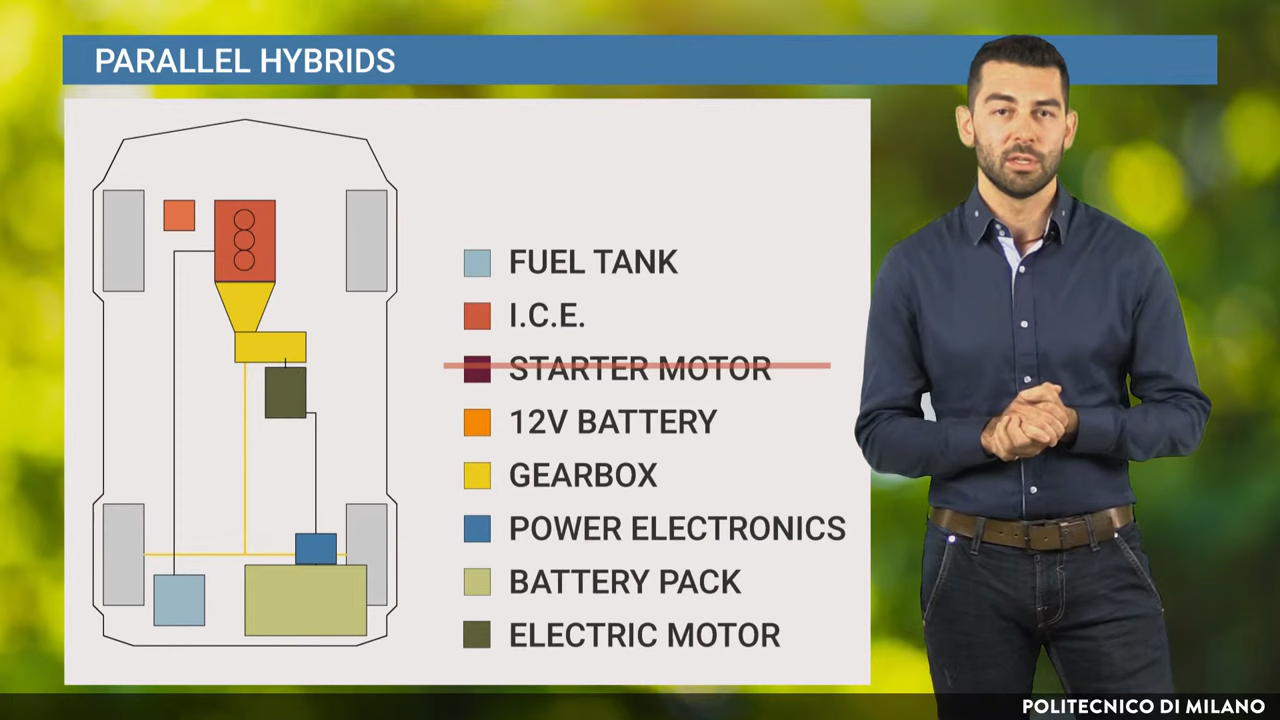 PARALLEL HYBRIDS
FUEL TANK
I.C.E.
STARTER MOTOR
12V BATTERY
GEARBOX
POWER ELECTRONICS
BATTERY PACK
ELECTRIC MOTOR
POLITECNICO DI MILANO